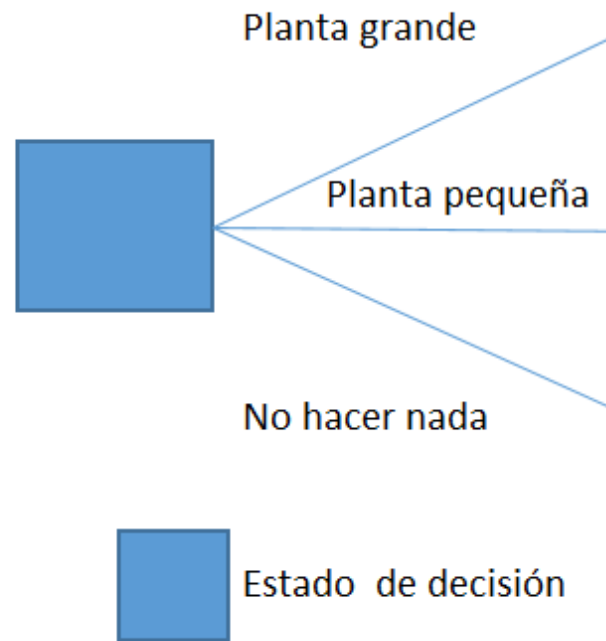 Planta grande
Planta pequeña
No hacer nada
Estado de decisión